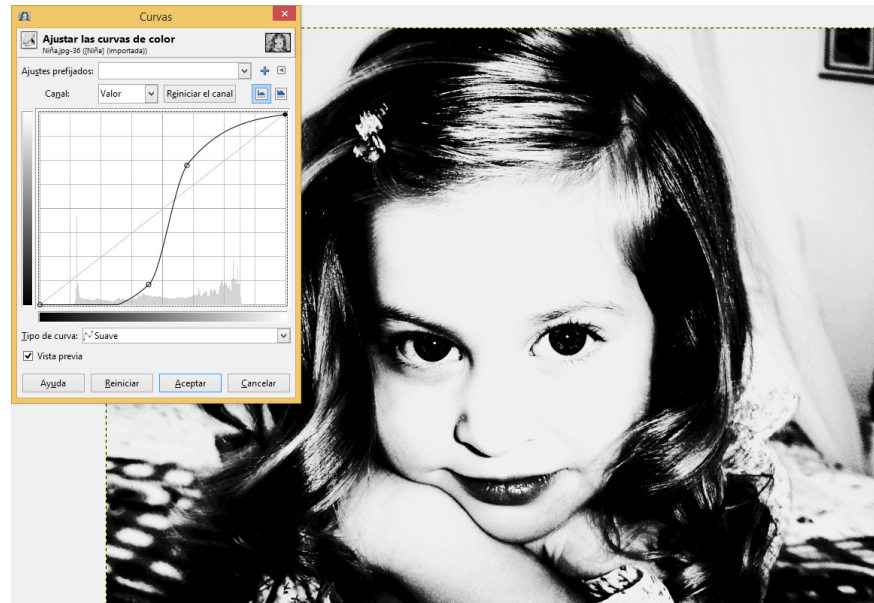 Curvas
Ajustar las curvas de color
Niña.jpg-36 ([Niña] (importada))
Ajustes prefijados:
Canal: Valor Reiniciar el canal
Tipo de curva: Suave
Vista previa
Ayuda Reiniciar Aceptar Cancelar